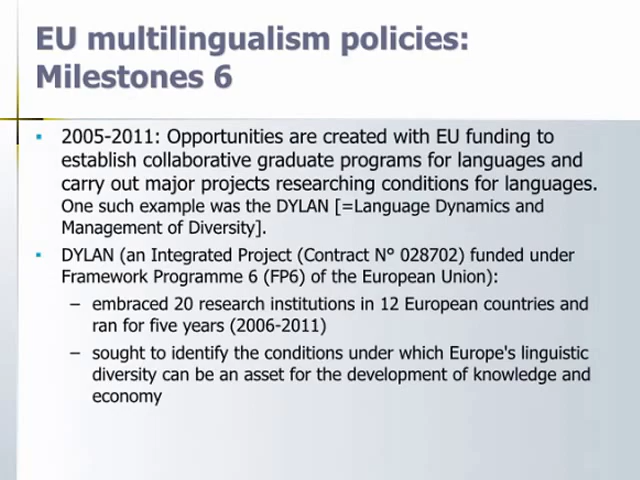 EU multilingualism policies:
Milestones 6
▪ 2005-2011: Opportunities are created with EU funding to
establish collaborative graduate programs for languages and
carry out major projects researching conditions for languages.
One such example was the DYLAN [=Language Dynamics and
Management of Diversity].
▪ DYLAN (an Integrated Project (Contract N° 028702) funded under
Framework Programme 6 (FP6) of the European Union):
– embraced 20 research institutions in 12 European countries and
ran for five years (2006-2011)
– sought to identify the conditions under which Europe's linguistic
diversity can be an asset for the development of knowledge and
economy